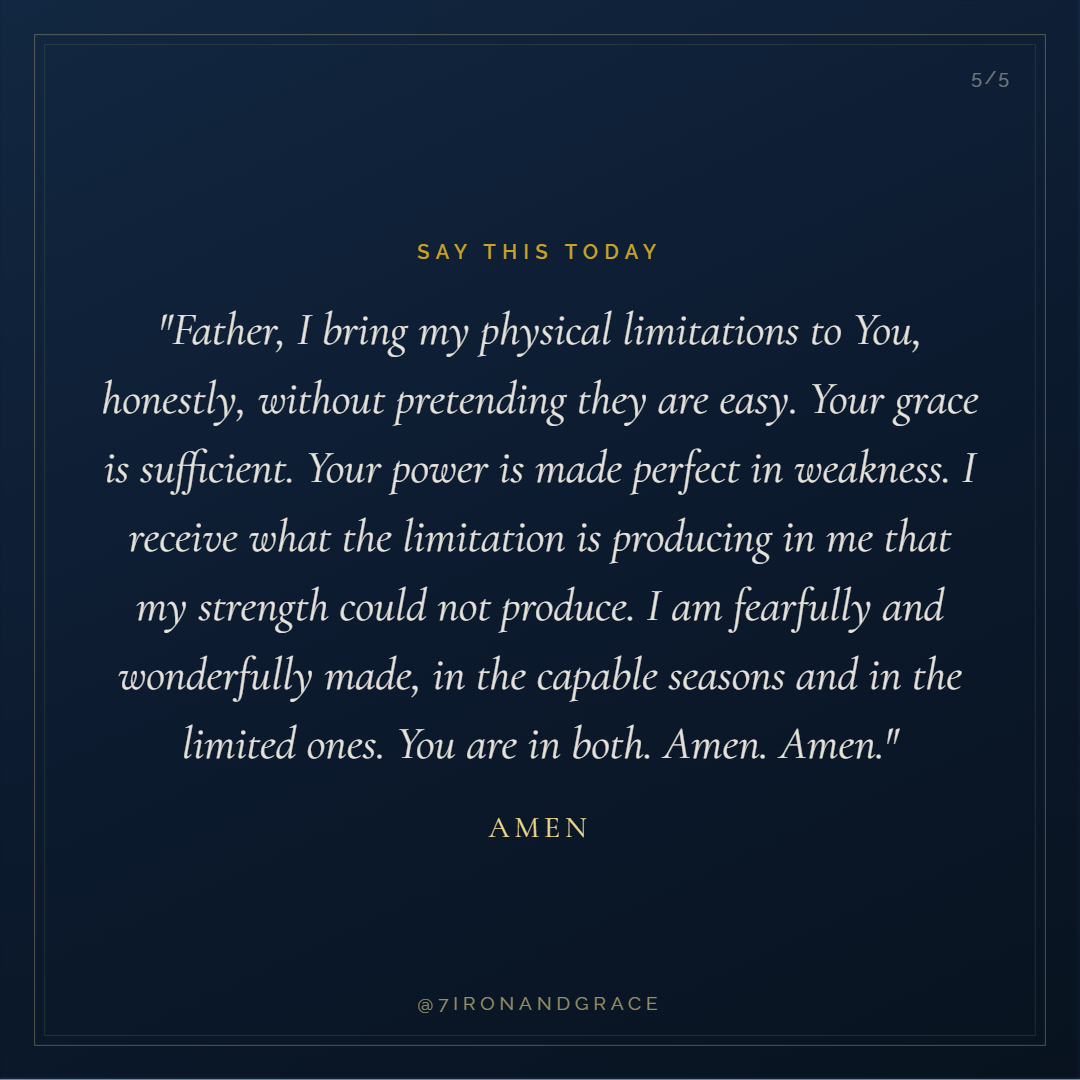 5/5
SAY THIS TODAY
"Father, I bring my physical limitations to You,
honestly, without pretending they are easy. Your grace
is sufficient. Your power is made perfect in weakness. I
receive what the limitation is producing in me that
my strength could not produce. I am fearfully and
wonderfully made, in the capable seasons and in the
limited ones. You are in both. Amen. Amen."
AMEN
@7IRONANDGRACE